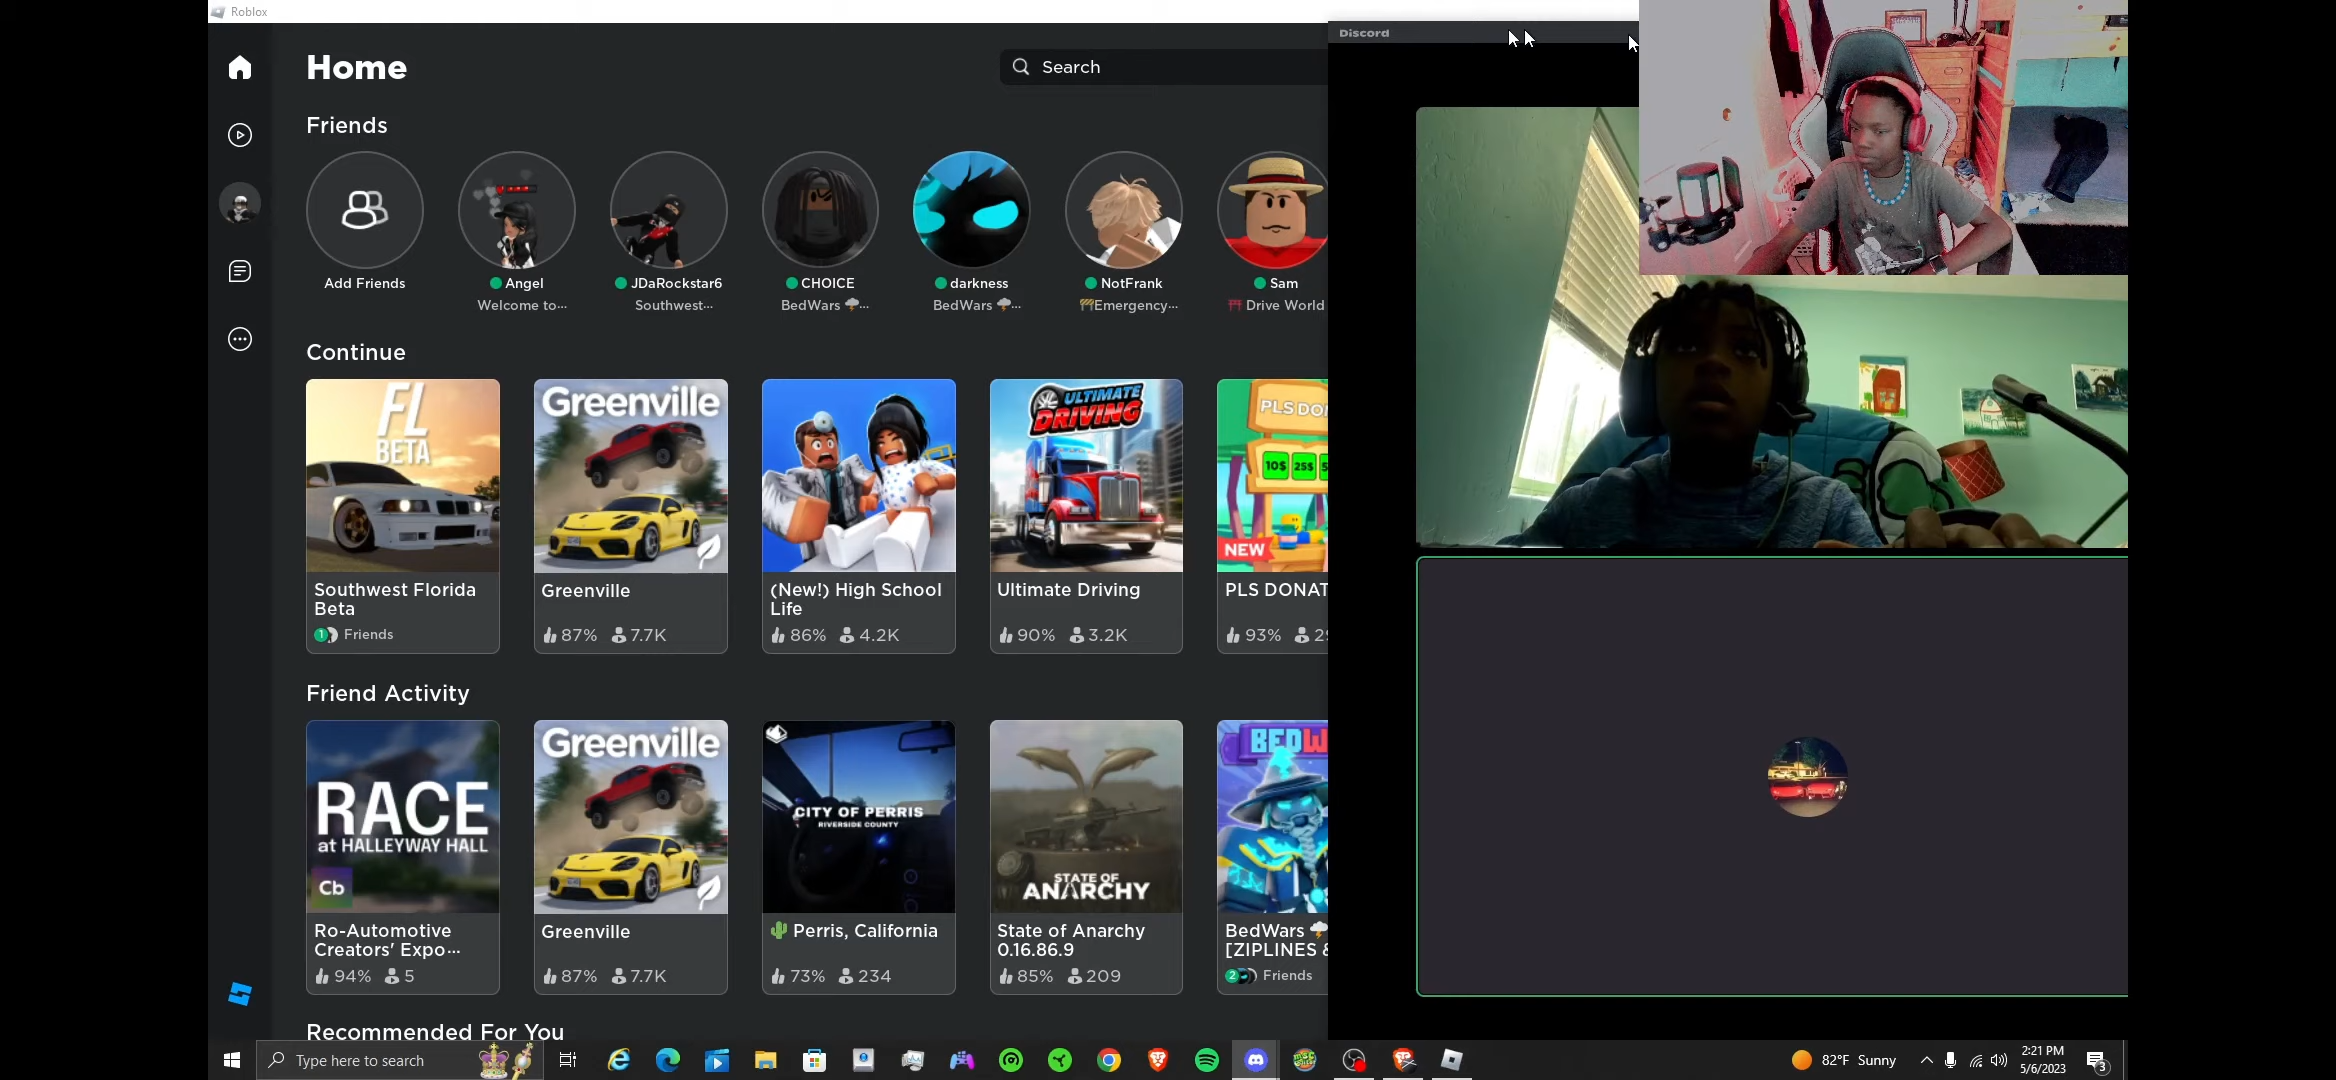 Roblox
Discord
Home
Search
Friends
Add Friends
Angel
Welcome to...
JDaRockstar6
Southwest...
CHOICE
BedWars 🌩️...
darkness
BedWars 🌩️...
NotFrank
🚧Emergency...
Sam
⛩️ Drive World
Continue
FL
BETA
Southwest Florida
Beta
1 Friends
Greenville
Greenville
87% 7.7K
(New!) High School
Life
86% 4.2K
ULTIMATE
DRIVING
Ultimate Driving
90% 3.2K
PLS DO
10$ 25$ 5
NEW
PLS DONAT
93% 2
Friend Activity
RACE
at HALLEYWAY HALL
Cb
Ro-Automotive
Creators' Expo...
94% 5
Greenville
Greenville
87% 7.7K
CITY OF PERRIS
RIVERSIDE COUNTY
🌵 Perris, California
73% 234
STATE OF
ANARCHY
State of Anarchy
0.16.86.9
85% 209
BEDW
BedWars 🌩️
[ZIPLINES &
2 Friends
Recommended For You
Type here to search
82°F Sunny
2:21 PM
5/6/2023
3